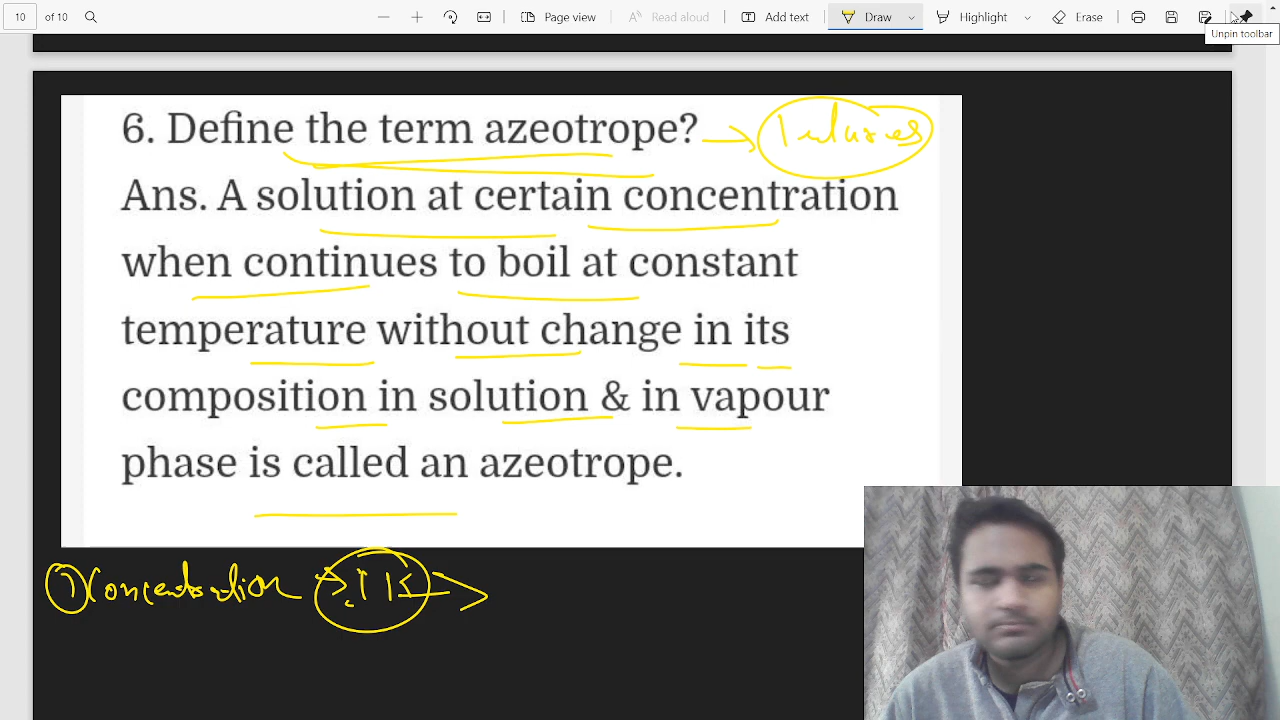 10 of 10
Page view
Read aloud
Add text
Draw
Highlight
Erase
Unpin toolbar
6. Define the term azeotrope?
Ans. A solution at certain concentration
when continues to boil at constant
temperature without change in its
composition in solution & in vapour
phase is called an azeotrope.
Concentration